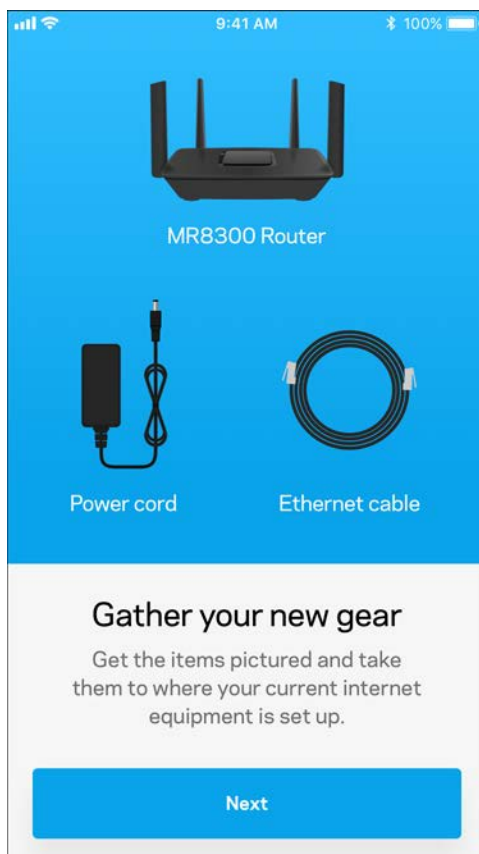 9:41 AM
100%
MR8300 Router
Power cord
Ethernet cable
Gather your new gear
Get the items pictured and take
them to where your current internet
equipment is set up.
Next